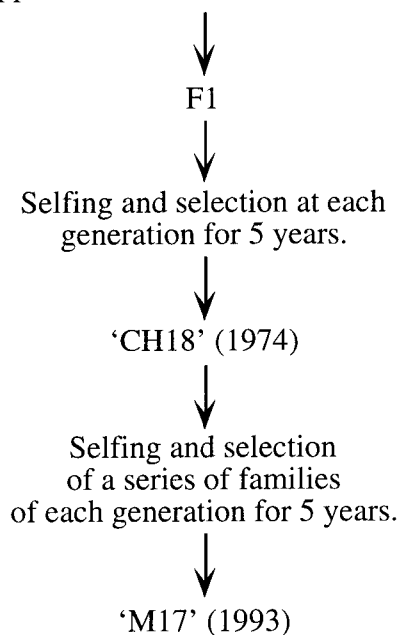 F1
Selfing and selection at each
generation for 5 years.
‘CH18’ (1974)
Selfing and selection
of a series of families
of each generation for 5 years.
‘M17’ (1993)